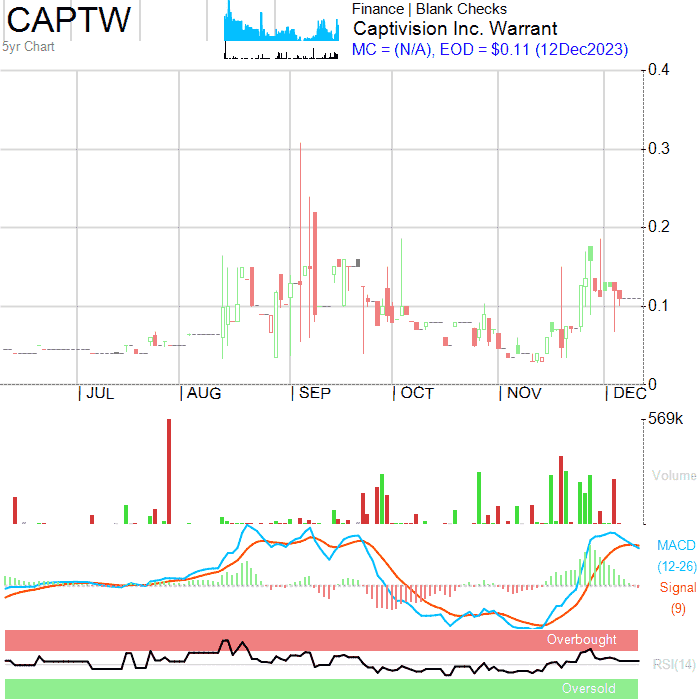 CAPTW
5yr Chart
Finance | Blank Checks
Captivision Inc. Warrant
MC = (N/A), EOD = $0.11 (12Dec2023)
0.4
0.3
0.2
0.1
0
| JUL | AUG | SEP | OCT | NOV | DEC
569k
Volume
MACD
(12-26)
Signal
(9)
Overbought
RSI(14)
Oversold